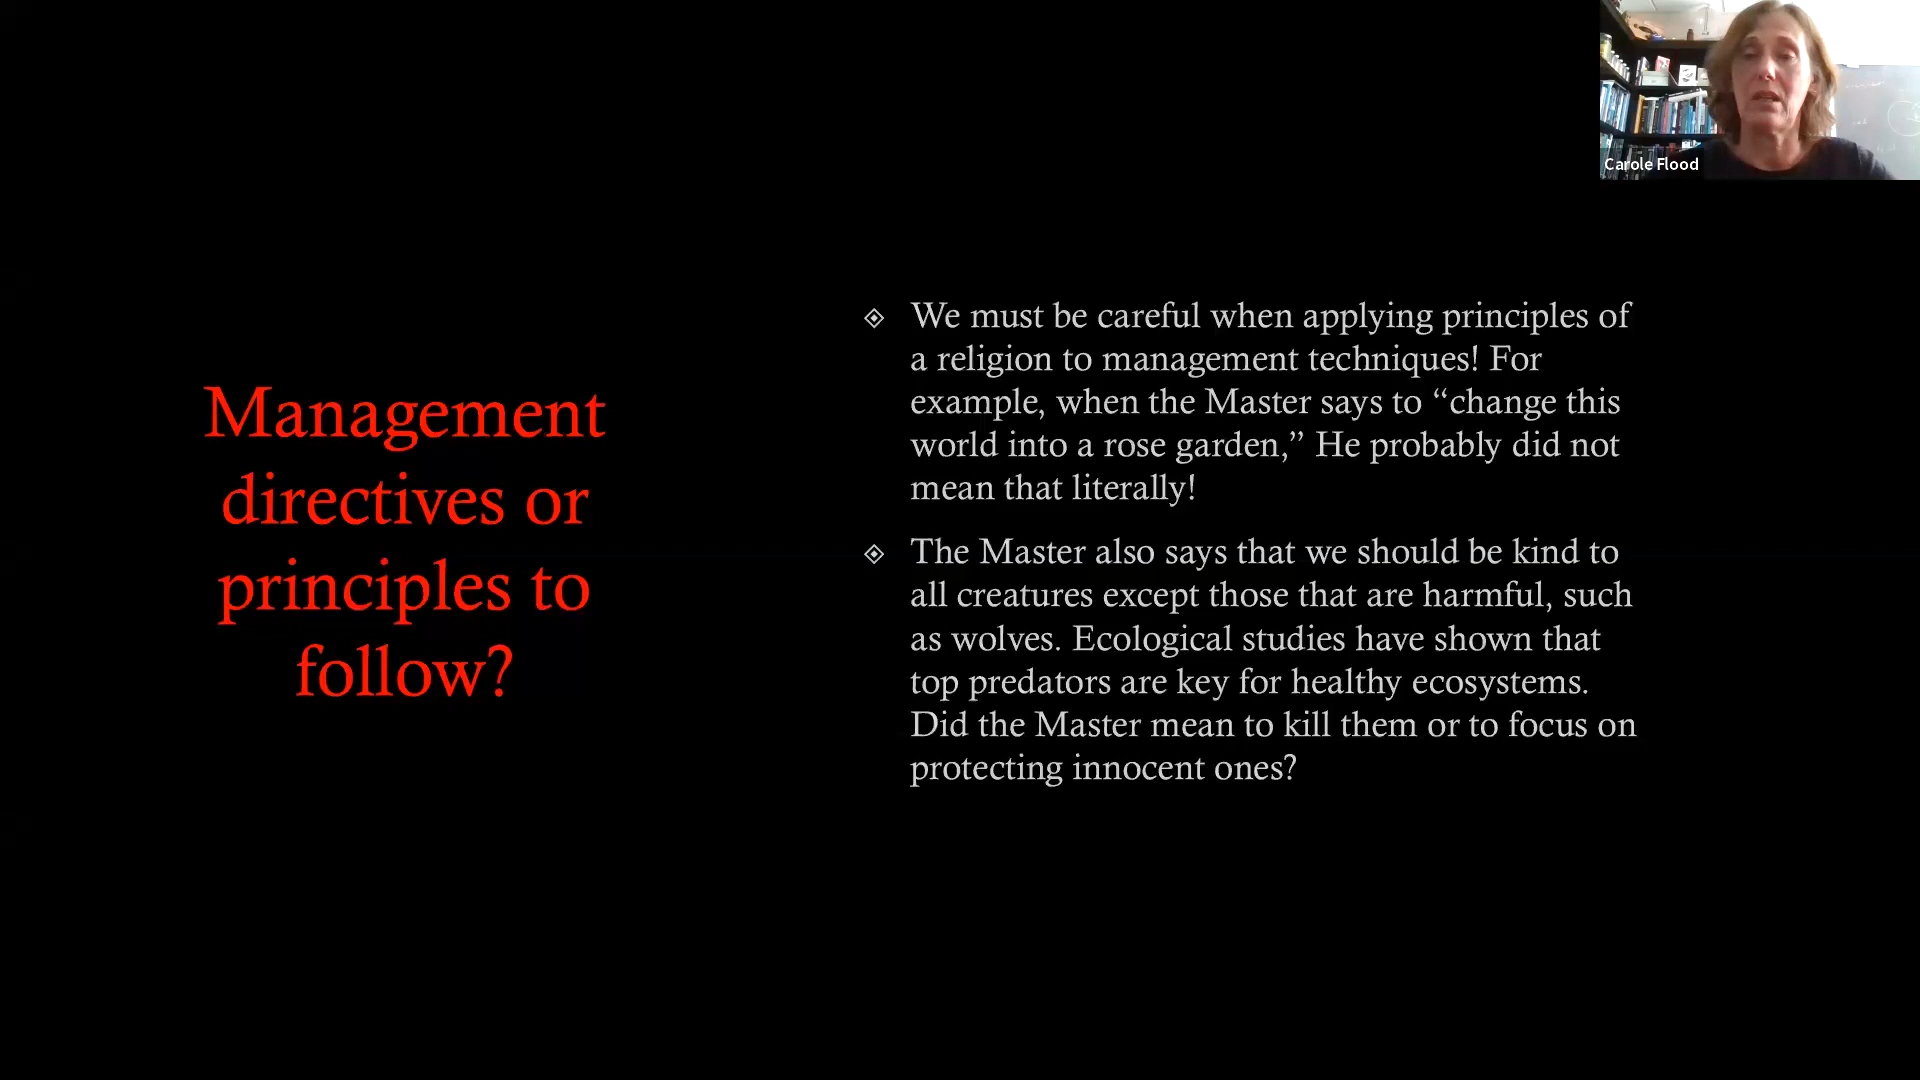 Carole Flood
Management
directives or
principles to
follow?
We must be careful when applying principles of
a religion to management techniques! For
example, when the Master says to “change this
world into a rose garden,” He probably did not
mean that literally!
The Master also says that we should be kind to
all creatures except those that are harmful, such
as wolves. Ecological studies have shown that
top predators are key for healthy ecosystems.
Did the Master mean to kill them or to focus on
protecting innocent ones?